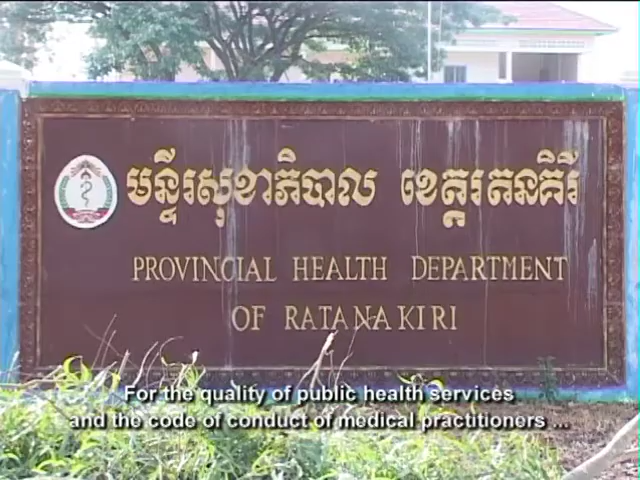 មន្ទីរសុខាភិបាល ខេត្តរតនគិរី
PROVINCIAL HEALTH DEPARTMENT
OF RATANAKIRI
For the quality of public health services
and the code of conduct of medical practitioners ...